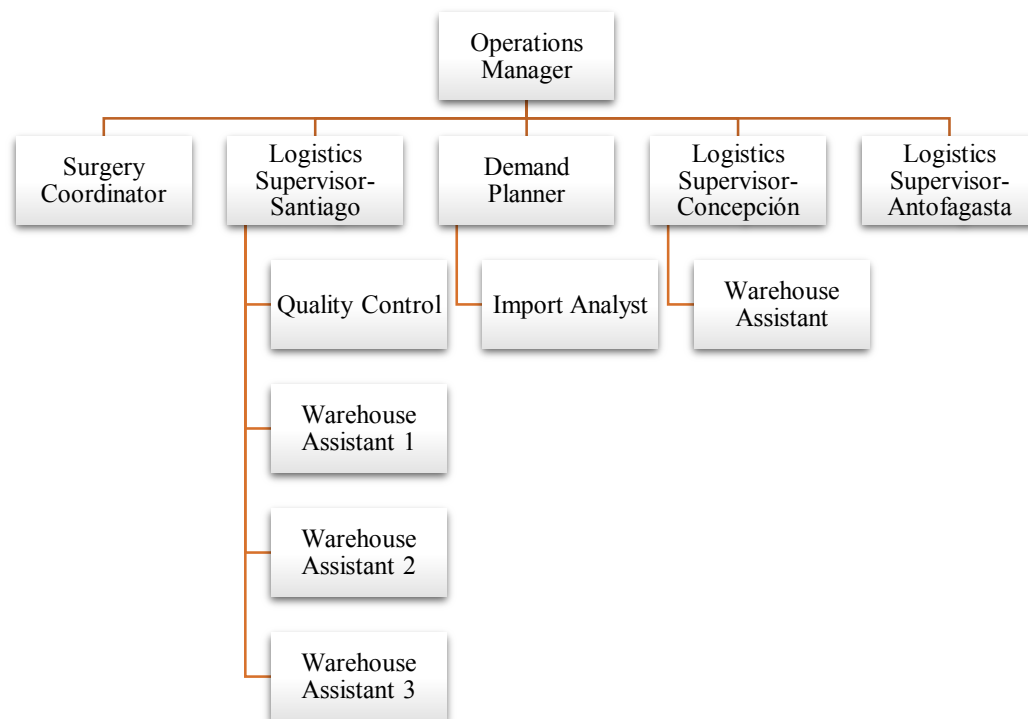 Operations
Manager
Surgery
Coordinator
Logistics
Supervisor-
Santiago
Demand
Planner
Logistics
Supervisor-
Concepción
Logistics
Supervisor-
Antofagasta
Quality Control
Import Analyst
Warehouse
Assistant
Warehouse
Assistant 1
Warehouse
Assistant 2
Warehouse
Assistant 3